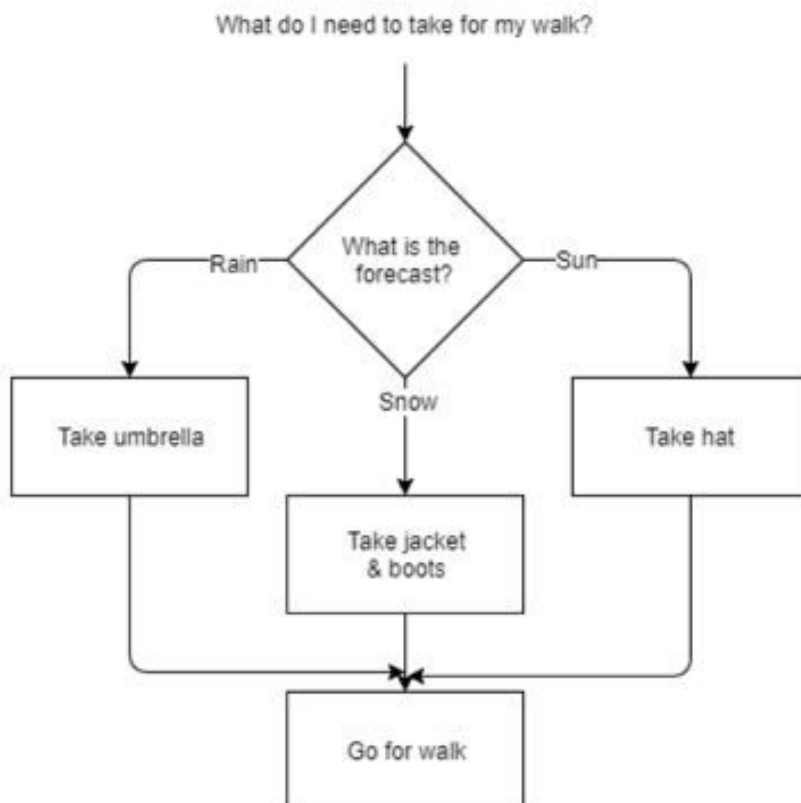 What do I need to take for my walk?
What is the
forecast?
Rain
Sun
Snow
Take umbrella
Take hat
Take jacket
& boots
Go for walk